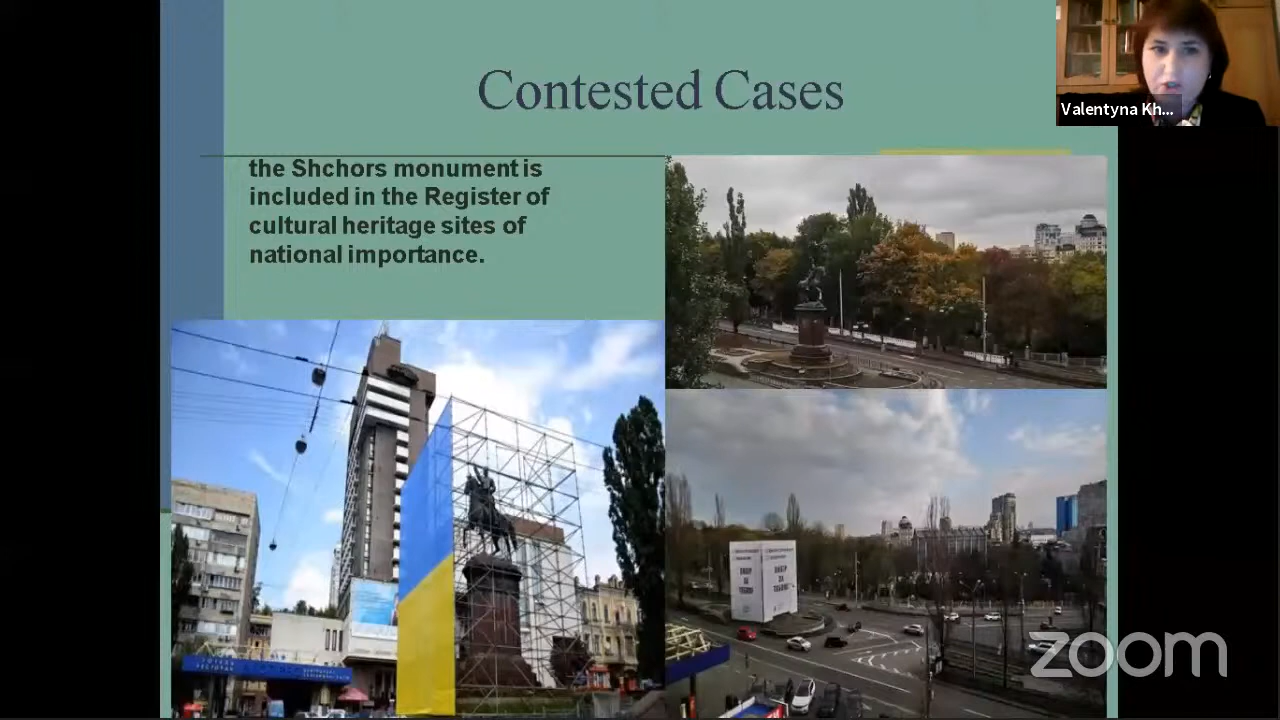 Contested Cases
Valentyna Kh...
the Shchors monument is
included in the Register of
cultural heritage sites of
national importance.
zoom